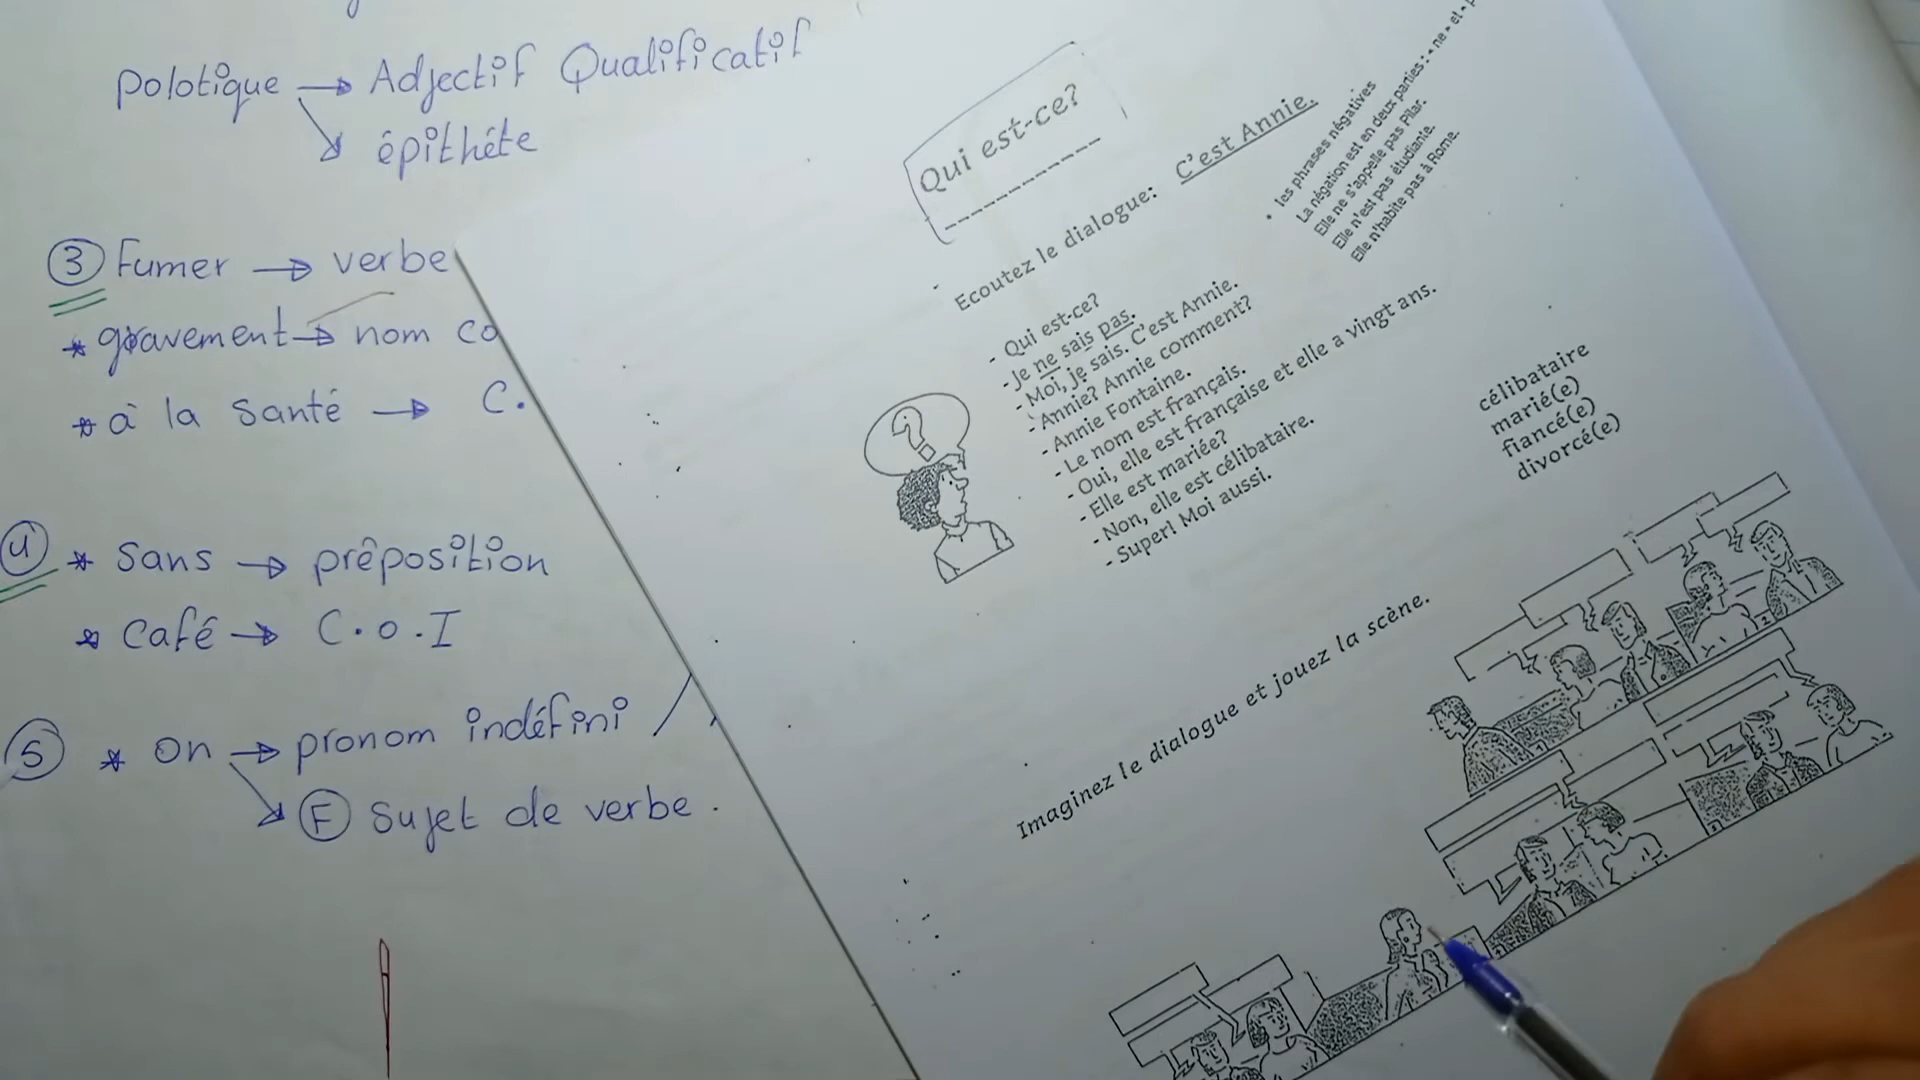 polotique → Adjectif Qualificatif
épithéte
3 Fumer → verbe
* gravement → nom co
* à la santé → C.
4 * Sans → prêposition
* Café → C.O.I
5 * On → pronom indéfini /
F Sujet de verbe.
Qui est-ce?
Ecoutez le dialogue: C'est Annie.
- Qui est-ce?
- Je ne sais pas.
- Moi, je sais. C'est Annie.
- Annie? Annie comment?
- Annie Fontaine.
- Le nom est français.
- Oui, elle est française et elle a vingt ans.
- Elle est mariée?
- Non, elle est célibataire.
- Super! Moi aussi.
• les phrases négatives
La négation est en deux parties : « ne » et «
Elle ne s'appelle pas Pilar.
Elle n'est pas étudiante.
Elle n'habite pas à Rome.
célibataire
marié(e)
fiancé(e)
divorcé(e)
Imaginez le dialogue et jouez la scène.